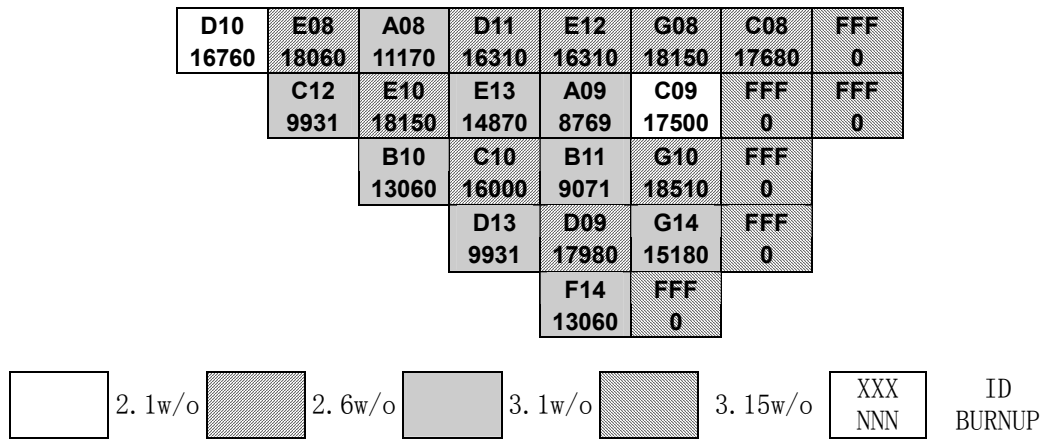 D10 E08 A08 D11 E12 G08 C08 FFF
16760 18060 11170 16310 16310 18150 17680 0
C12 E10 E13 A09 C09 FFF FFF
9931 18150 14870 8769 17500 0 0
B10 C10 B11 G10 FFF
13060 16000 9071 18510 0
D13 D09 G14 FFF
9931 17980 15180 0
F14 FFF
13060 0
2.1w/o 2.6w/o 3.1w/o 3.15w/o XXX ID
NNN BURNUP